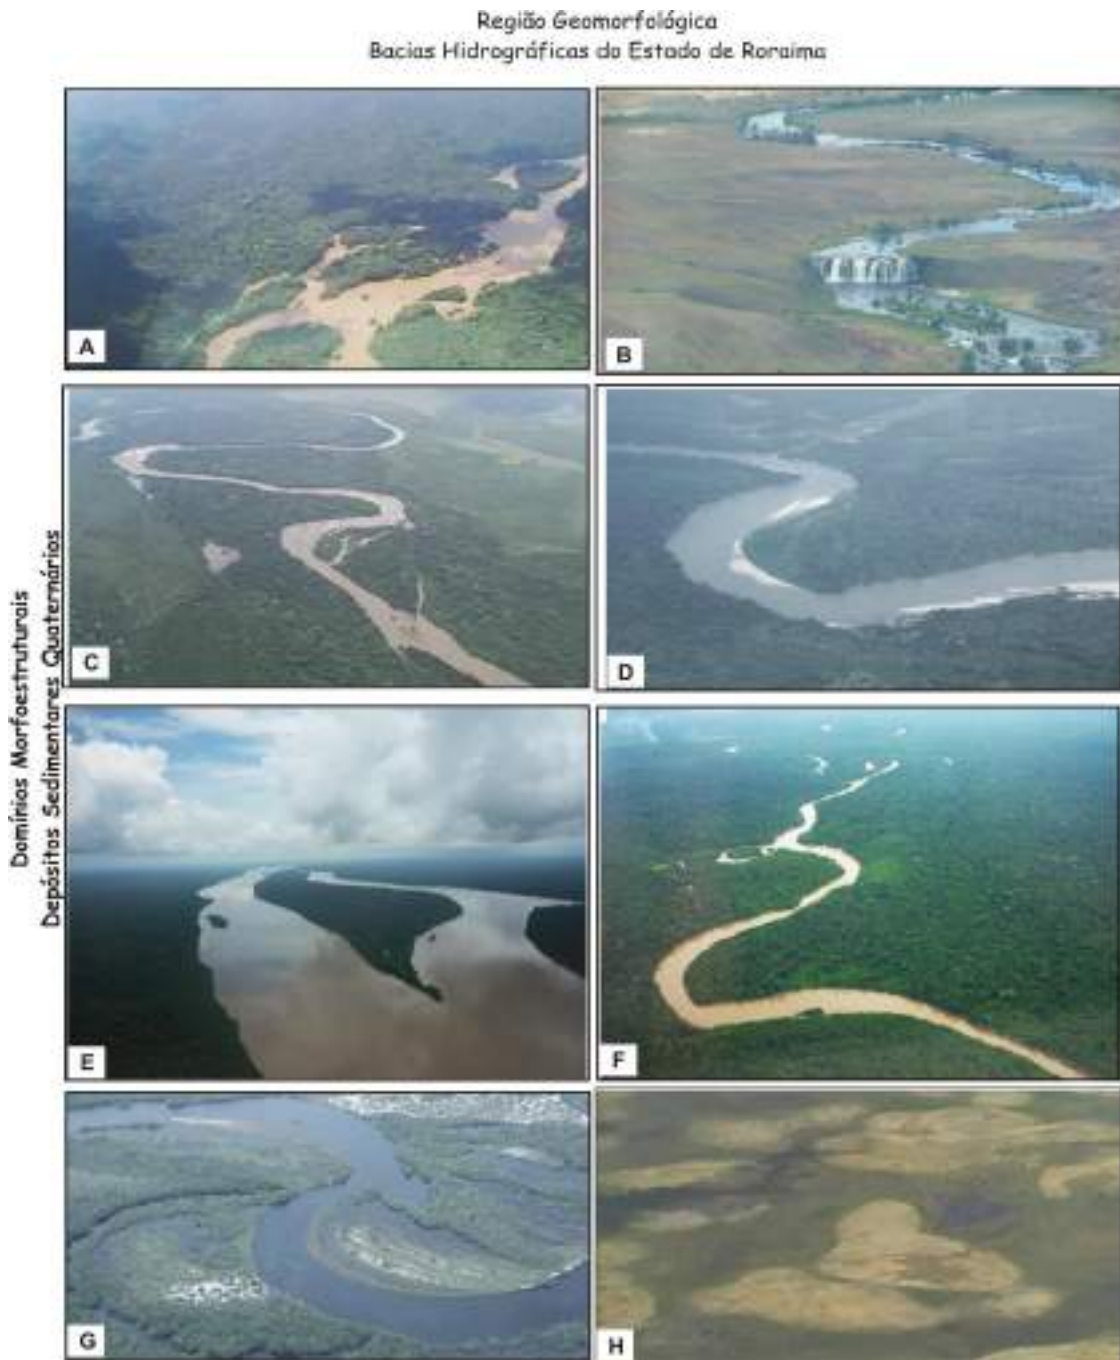 Região Geomorfológica
Bacias Hidrográficas do Estado de Roraima
A
B
C
D
Domínios Morfoestruturais
Depósitos Sedimentares Quaternários
E
F
G
H